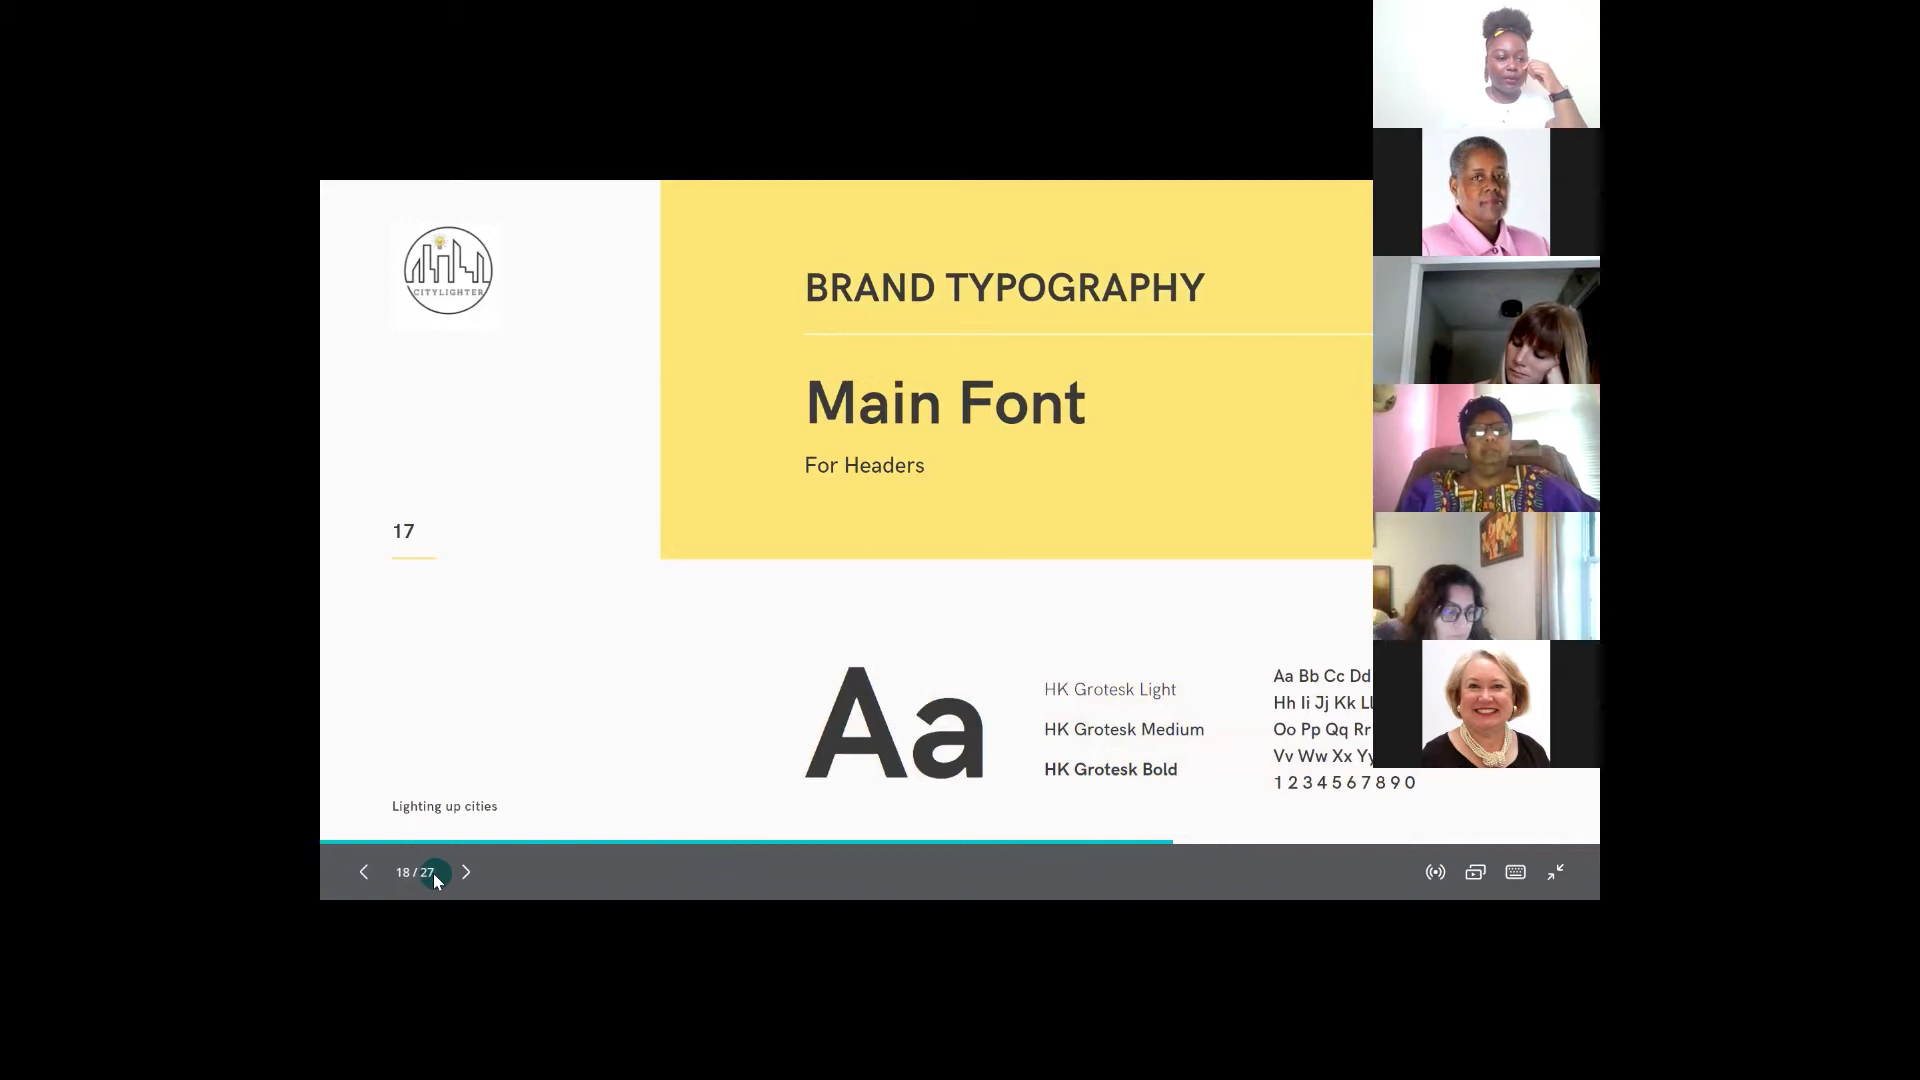 CITYLIGHTER
BRAND TYPOGRAPHY
Main Font
For Headers
17
Aa
HK Grotesk Light
HK Grotesk Medium
HK Grotesk Bold
Aa Bb Cc Dd
Hh Ii Jj Kk Ll
Oo Pp Qq Rr
Vv Ww Xx Yy
1 2 3 4 5 6 7 8 9 0
Lighting up cities
18 / 27